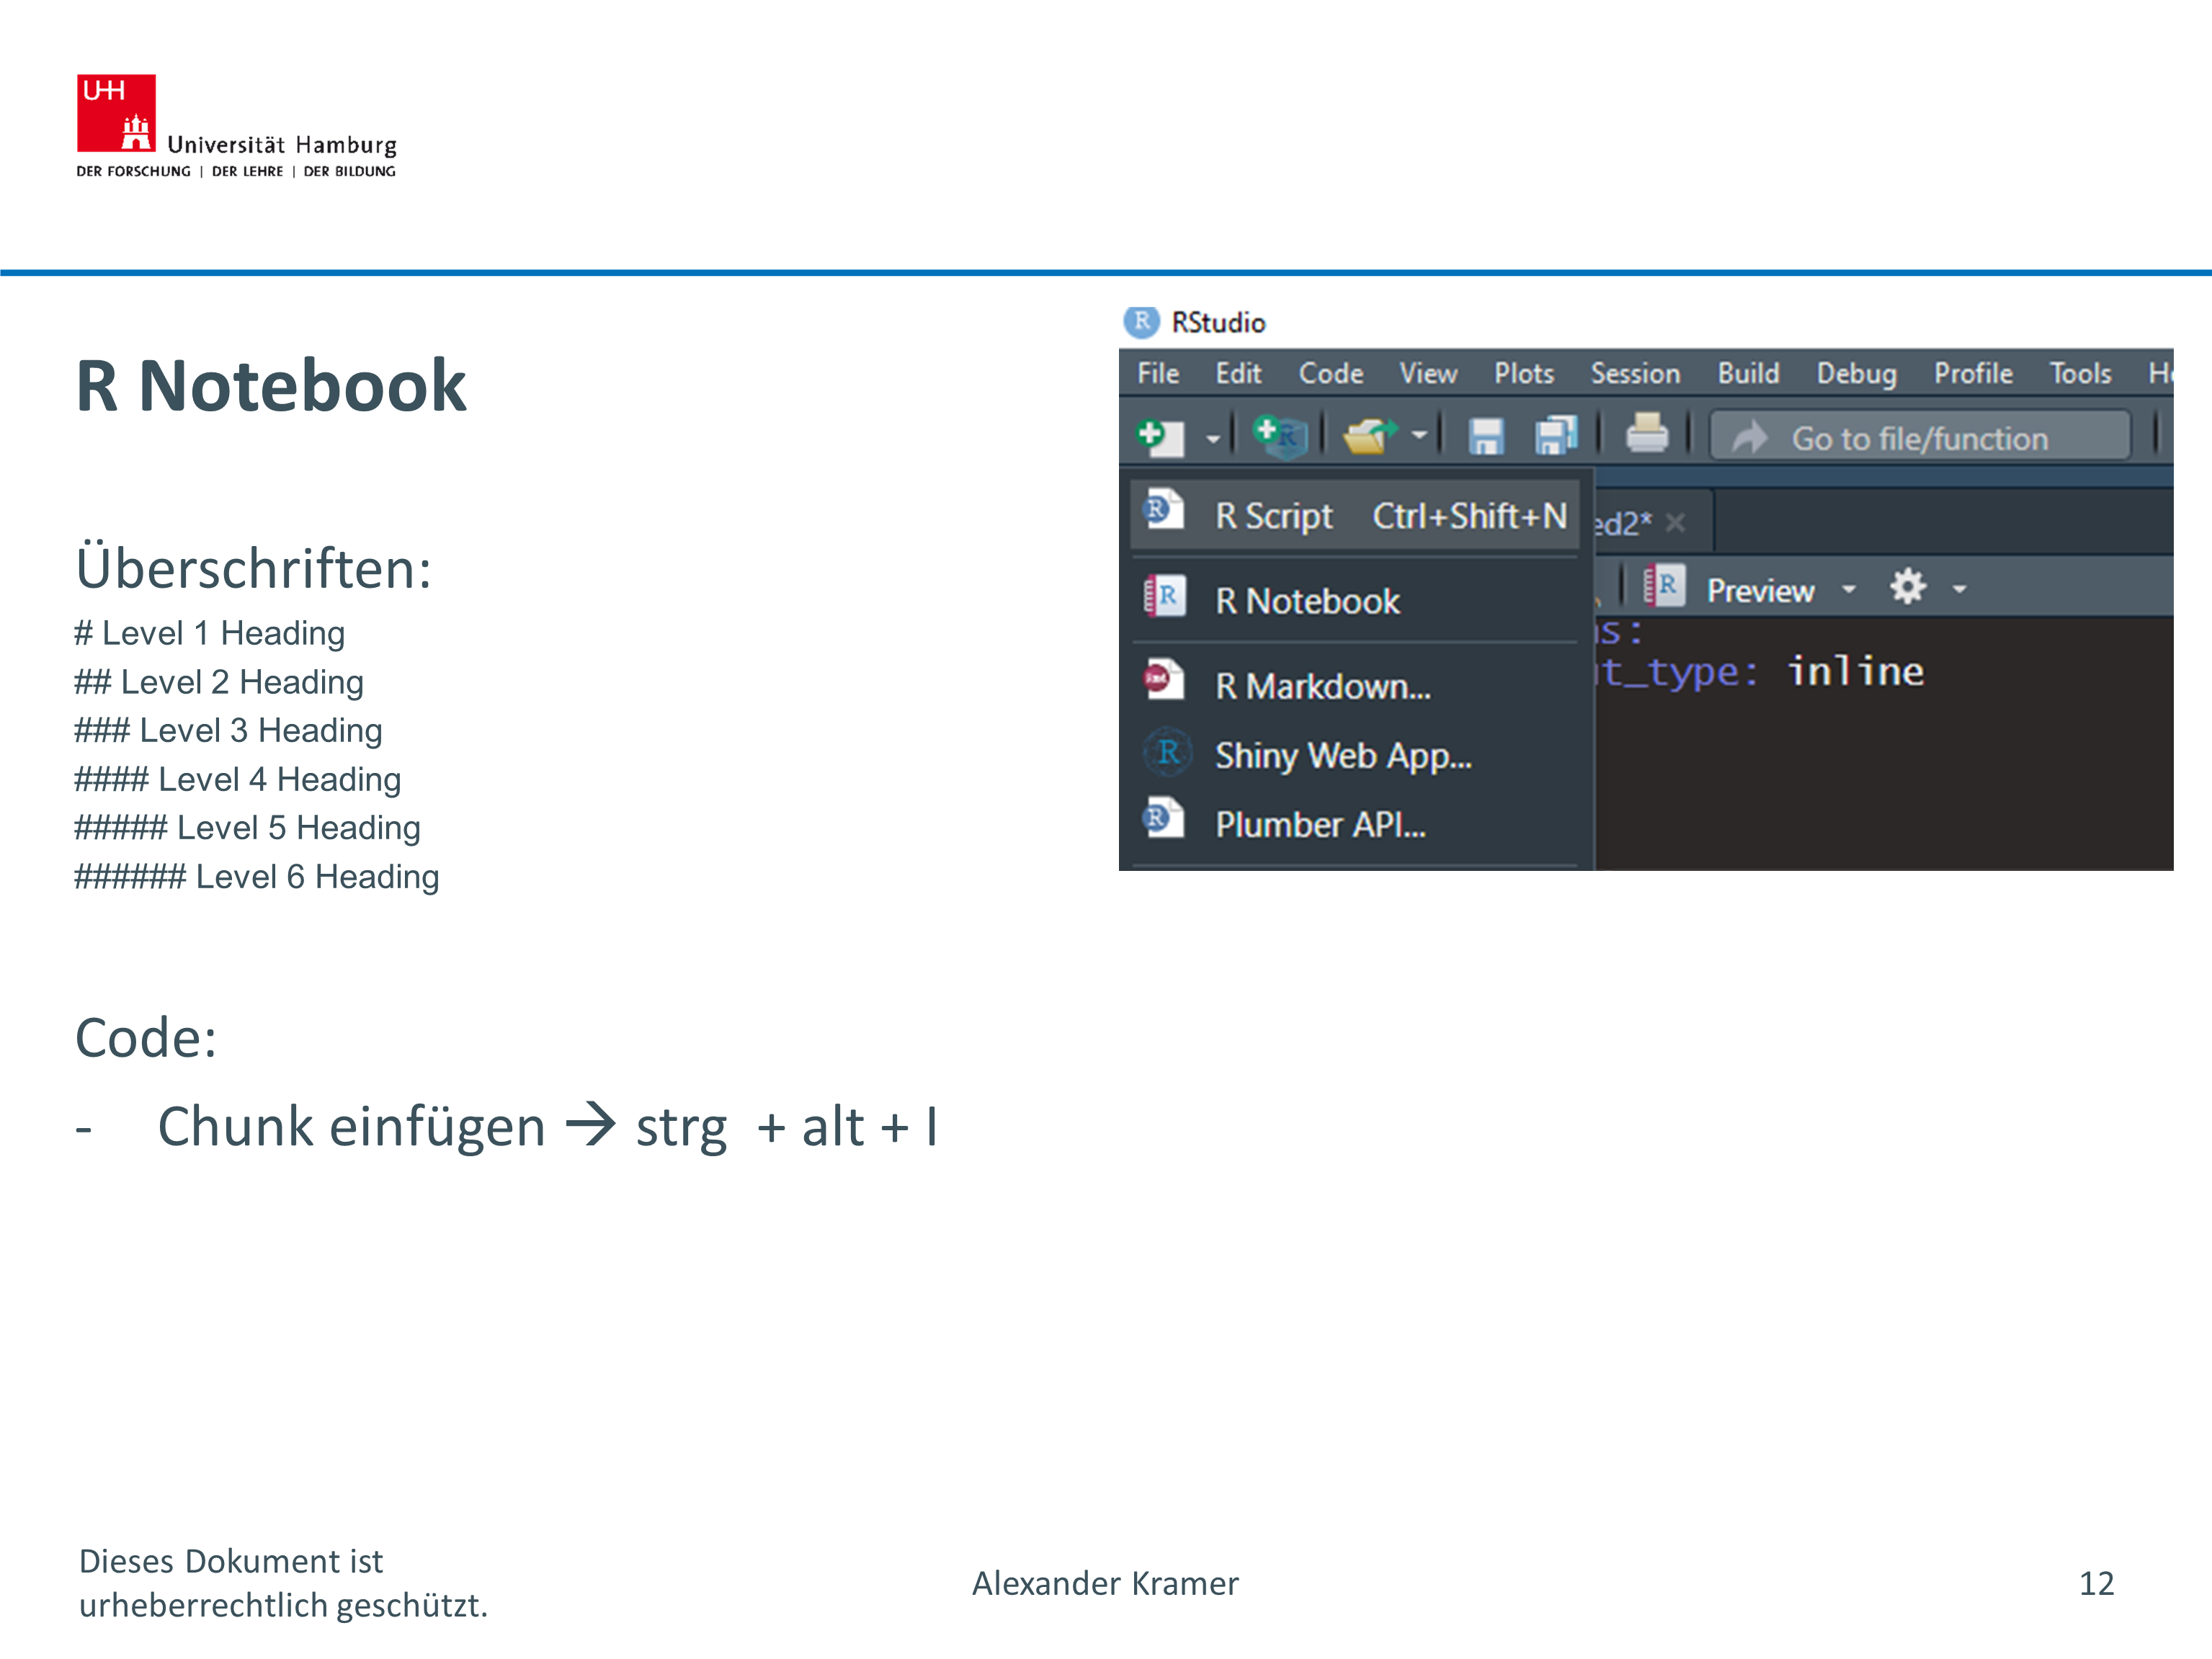 UHH
Universität Hamburg
DER FORSCHUNG | DER LEHRE | DER BILDUNG
R Notebook
Überschriften:
# Level 1 Heading
## Level 2 Heading
### Level 3 Heading
#### Level 4 Heading
##### Level 5 Heading
###### Level 6 Heading
Code:
- Chunk einfügen → strg + alt + I
R RStudio
File Edit Code View Plots Session Build Debug Profile Tools
Go to file/function
R Script Ctrl+Shift+N
ed2*
R Notebook
Preview
s:
R Markdown...
t_type: inline
Shiny Web App...
Plumber API...
Dieses Dokument ist
urheberrechtlich geschützt.
Alexander Kramer
12